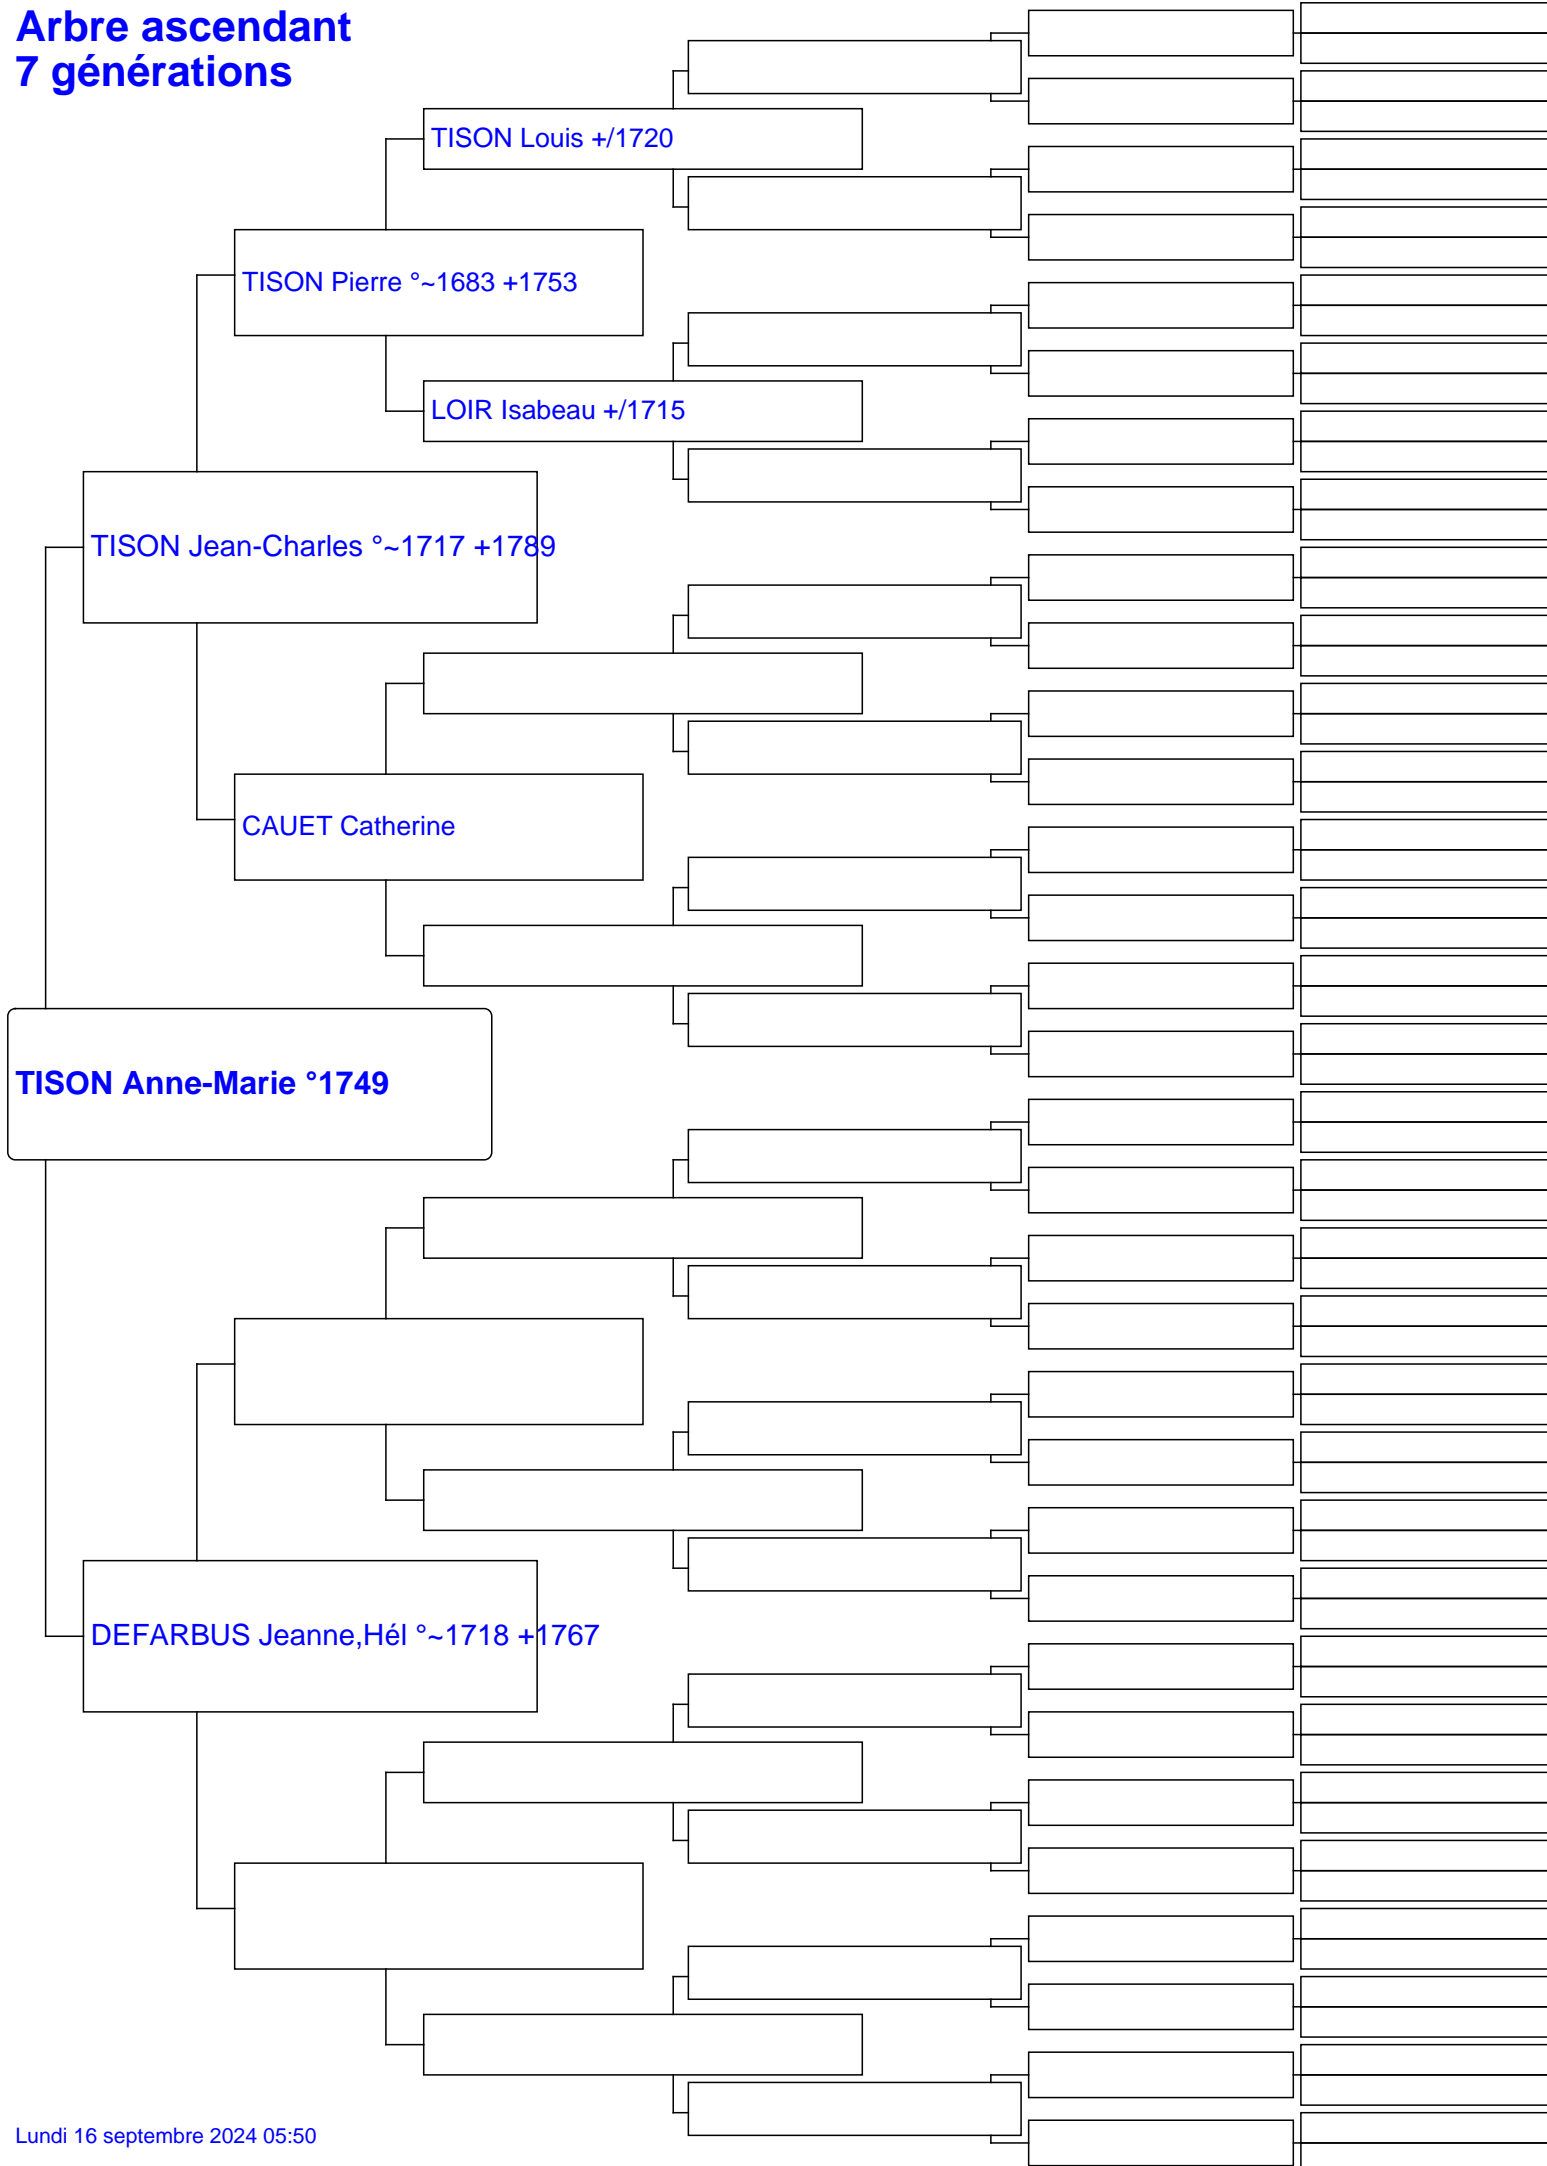 Arbre ascendant
7 générations
TISON Louis +/1720
TISON Pierre °~1683 +1753
LOIR Isabeau +/1715
TISON Jean-Charles °~1717 +1789
CAUET Catherine
TISON Anne-Marie °1749
DEFARBUS Jeanne,Hél °~1718 +1767
Lundi 16 septembre 2024 05:50